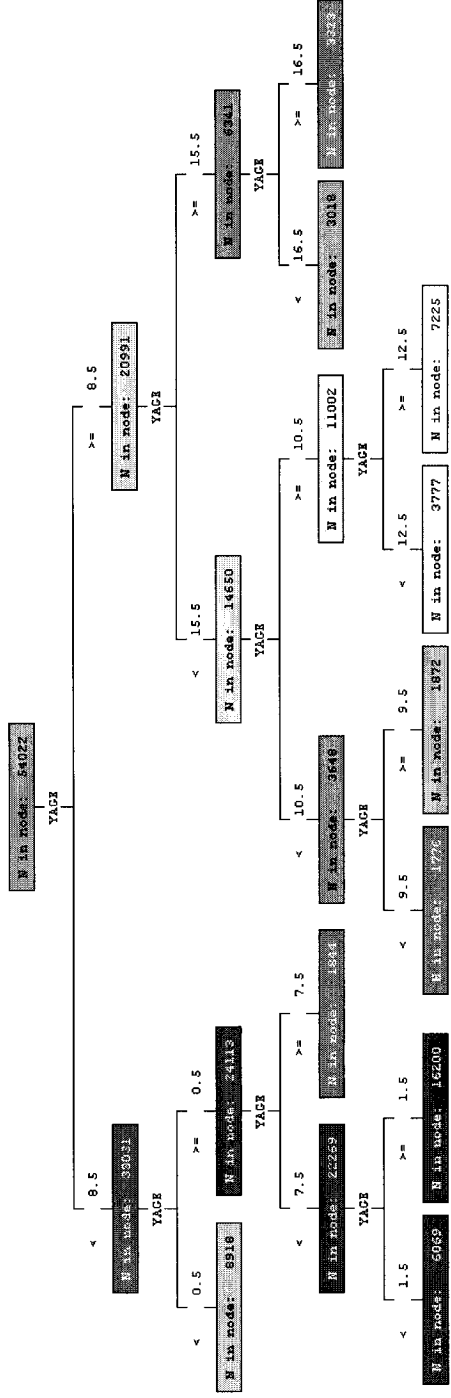 N in node: 54022
YAGE
< 8.5
>= 8.5
N in node: 33031
N in node: 20991
YAGE
YAGE
< 0.5
>= 0.5
< 15.5
>= 15.5
N in node: 8918
N in node: 24113
N in node: 14650
N in node: 6341
YAGE
YAGE
YAGE
< 7.5
>= 7.5
< 10.5
>= 10.5
< 16.5
>= 16.5
N in node: 22269
N in node: 1844
N in node: 3648
N in node: 11002
N in node: 3018
N in node: 3323
YAGE
YAGE
YAGE
< 1.5
>= 1.5
< 9.5
>= 9.5
< 12.5
>= 12.5
N in node: 6069
N in node: 16200
N in node: 1776
N in node: 1872
N in node: 3777
N in node: 7225